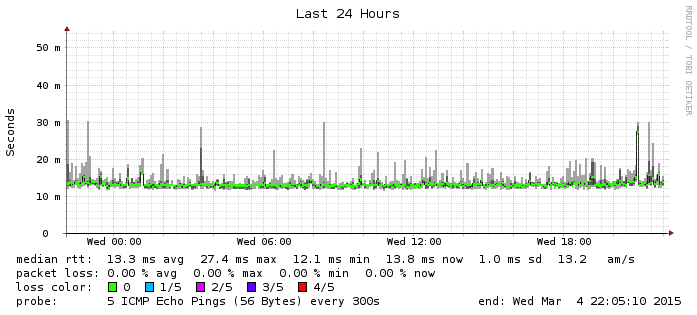 Last 24 Hours
RRDTOOL / TOBI OETIKER
Seconds
50 m
40 m
30 m
20 m
10 m
0
Wed 00:00 Wed 06:00 Wed 12:00 Wed 18:00
median rtt: 13.3 ms avg 27.4 ms max 12.1 ms min 13.8 ms now 1.0 ms sd 13.2 am/s
packet loss: 0.00 % avg 0.00 % max 0.00 % min 0.00 % now
loss color: 0 1/5 2/5 3/5 4/5
probe: 5 ICMP Echo Pings (56 Bytes) every 300s end: Wed Mar 4 22:05:10 2015